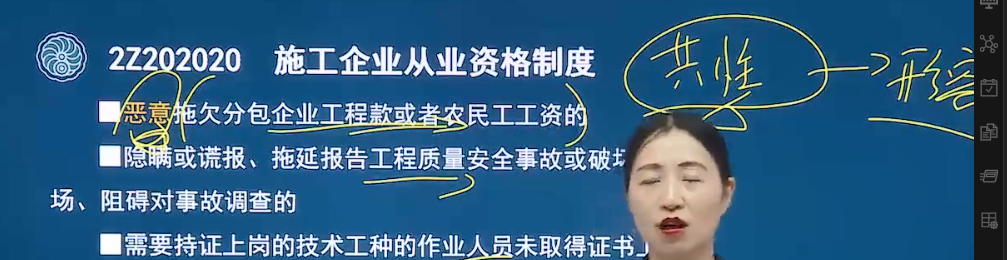 2Z202020 施工企业从业资格制度
共性 → 形容
■恶意拖欠分包企业工程款或者农民工工资的
■隐瞒或谎报、拖延报告工程质量安全事故或破坏
场、阻碍对事故调查的
■需要持证上岗的技术工种的作业人员未取得证书